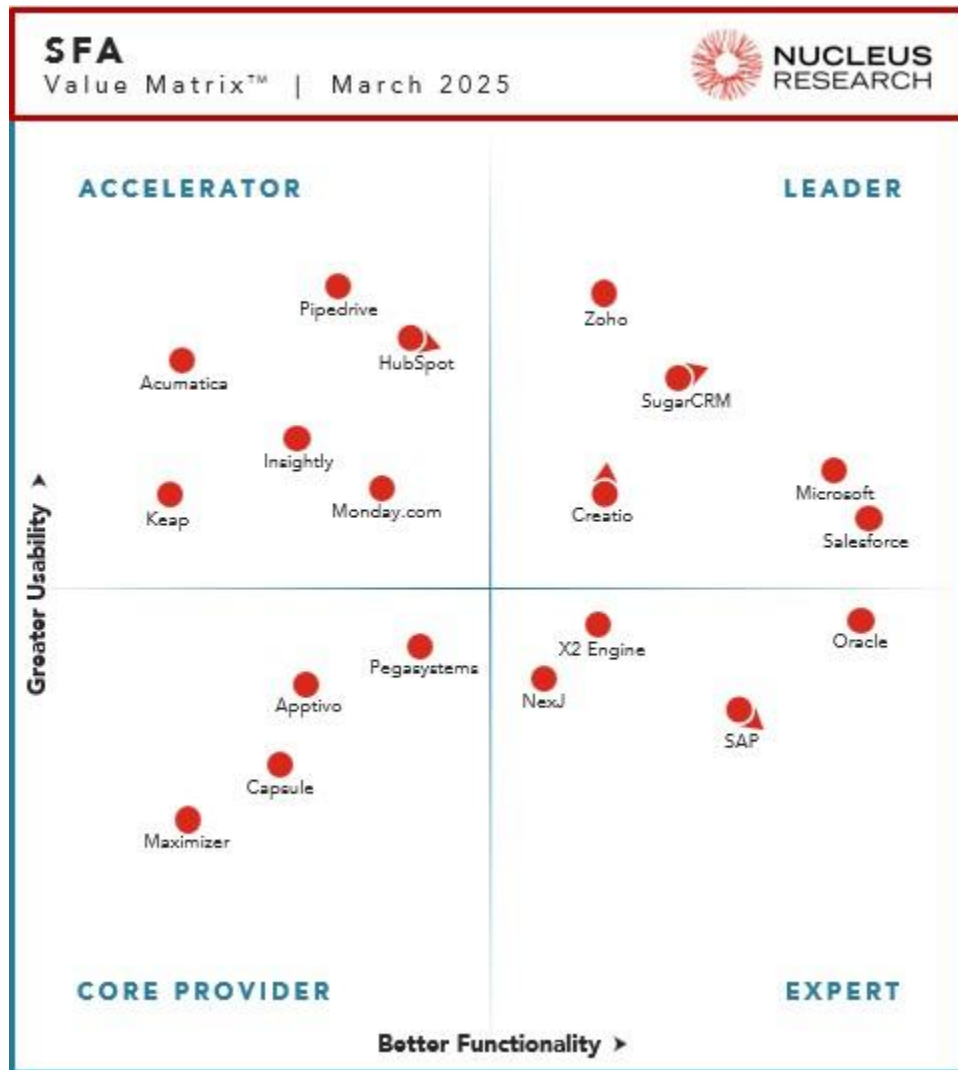 SFA
Value Matrix™ | March 2025
NUCLEUS
RESEARCH
ACCELERATOR
LEADER
Pipedrive
Zoho
HubSpot
Acumatica
SugarCRM
Insightly
Microsoft
Monday.com
Creatio
Keap
Salesforce
Greater Usability ➤
Oracle
X2 Engine
Pegasystems
NexJ
Apptivo
SAP
Capsule
Maximizer
CORE PROVIDER
EXPERT
Better Functionality ➤